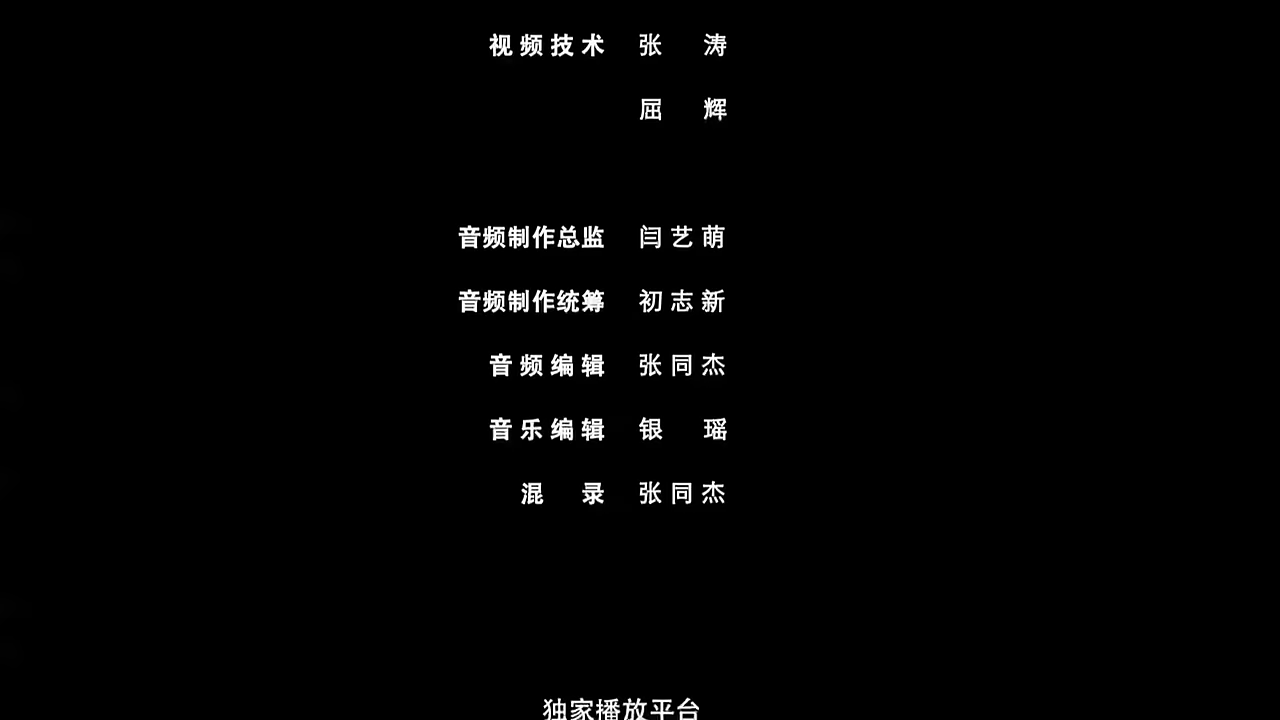 视频技术 张涛
屈辉
音频制作总监 闫艺萌
音频制作统筹 初志新
音频编辑 张同杰
音乐编辑 银瑶
混录 张同杰
独家播放平台